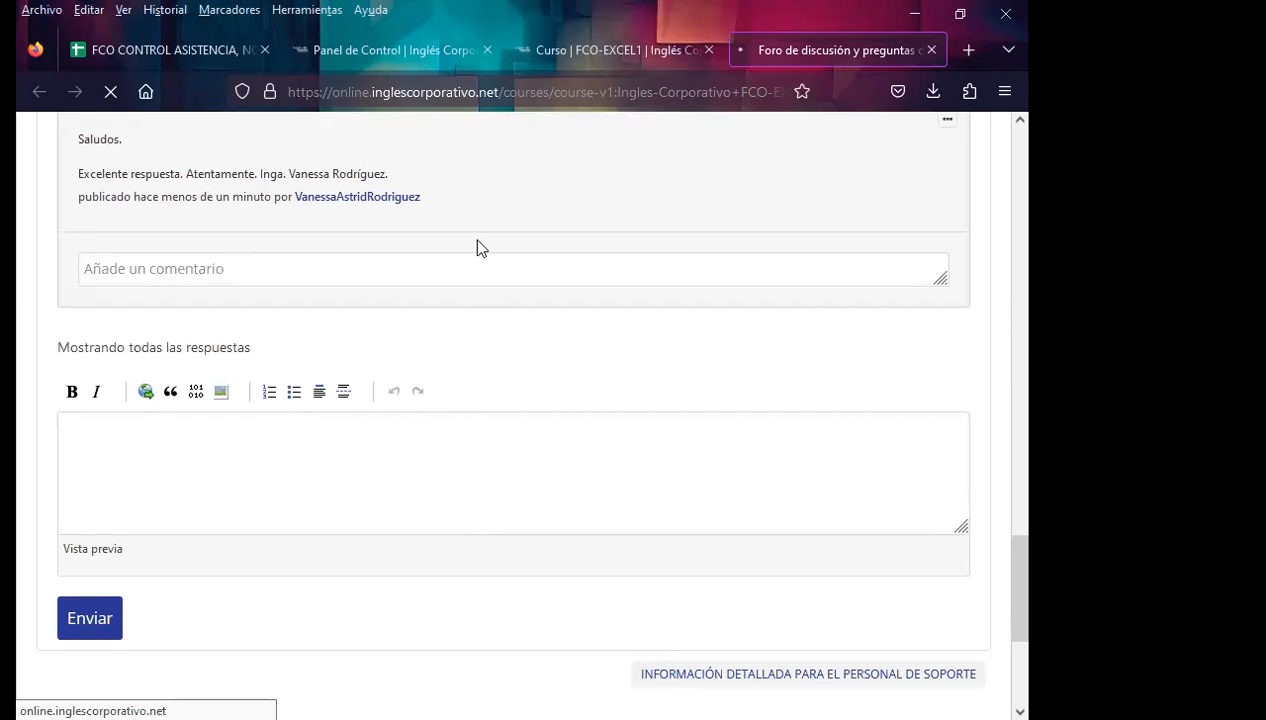 Archivo Editar Ver Historial Marcadores Herramientas Ayuda
FCO CONTROL ASISTENCIA, NO
Panel de Control | Inglés Corpo
Curso | FCO-EXCEL1 | Inglés Co
Foro de discusión y preguntas
https://online.inglescorporativo.net/courses/course-v1:Ingles-Corporativo+FCO-E
Saludos.
Excelente respuesta. Atentamente. Inga. Vanessa Rodríguez.
publicado hace menos de un minuto por VanessaAstridRodriguez
Añade un comentario
Mostrando todas las respuestas
B I 101 010
Vista previa
Enviar
INFORMACIÓN DETALLADA PARA EL PERSONAL DE SOPORTE
online.inglescorporativo.net